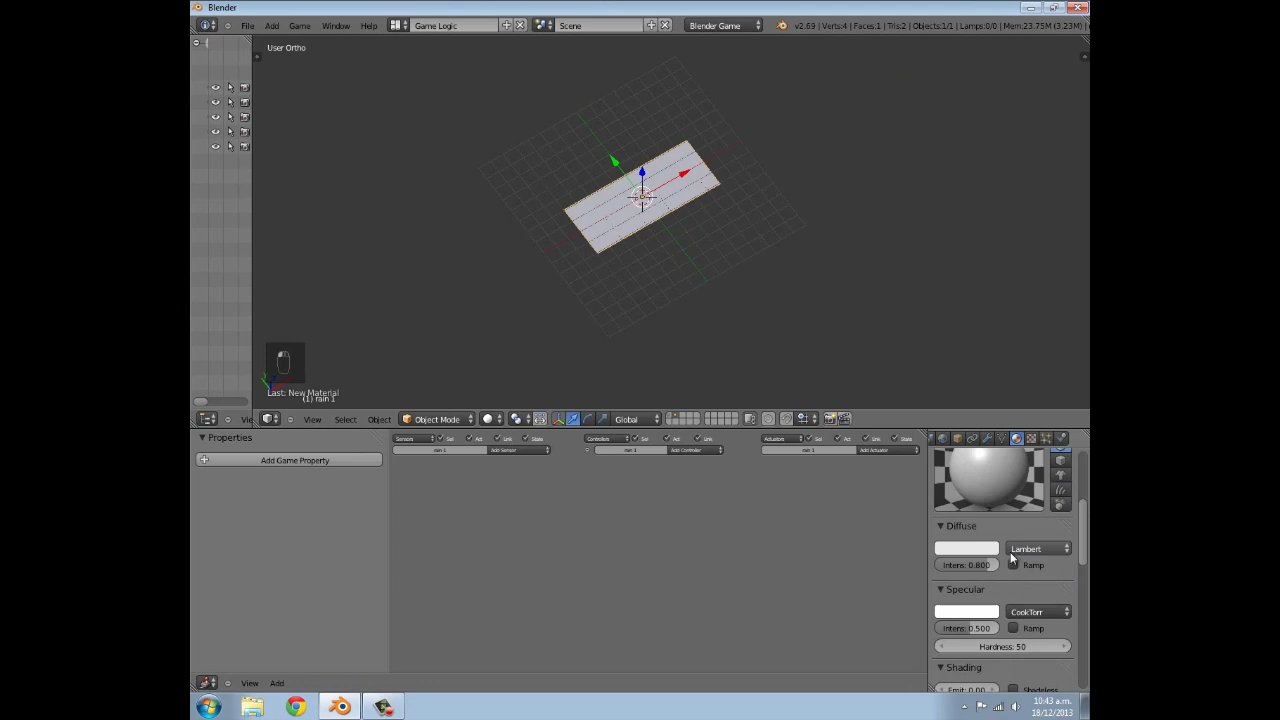 Blender
File Add Game Window Help Game Logic Scene Blender Game v2.69 | Verts:4 | Faces:1 | Tris:2 | Objects:1/1 | Lamps:0/0 | Mem:23.75M (3.23M) |
User Ortho
Last: New Material
(1) rain 1
View Select Object Object Mode Global
Properties
Add Game Property
Sensors Sel Act Link State
rain 1 Add Sensor
Controllers Sel Act Link
rain 1 Add Controller
Actuators Sel Act Link State
rain 1 Add Actuator
Diffuse
Lambert
Intens: 0.800 Ramp
Specular
CookTorr
Intens: 0.500 Ramp
Hardness: 50
Shading
Emit: 0.00 Shadeless
View Add
10:43 a.m.
18/12/2013